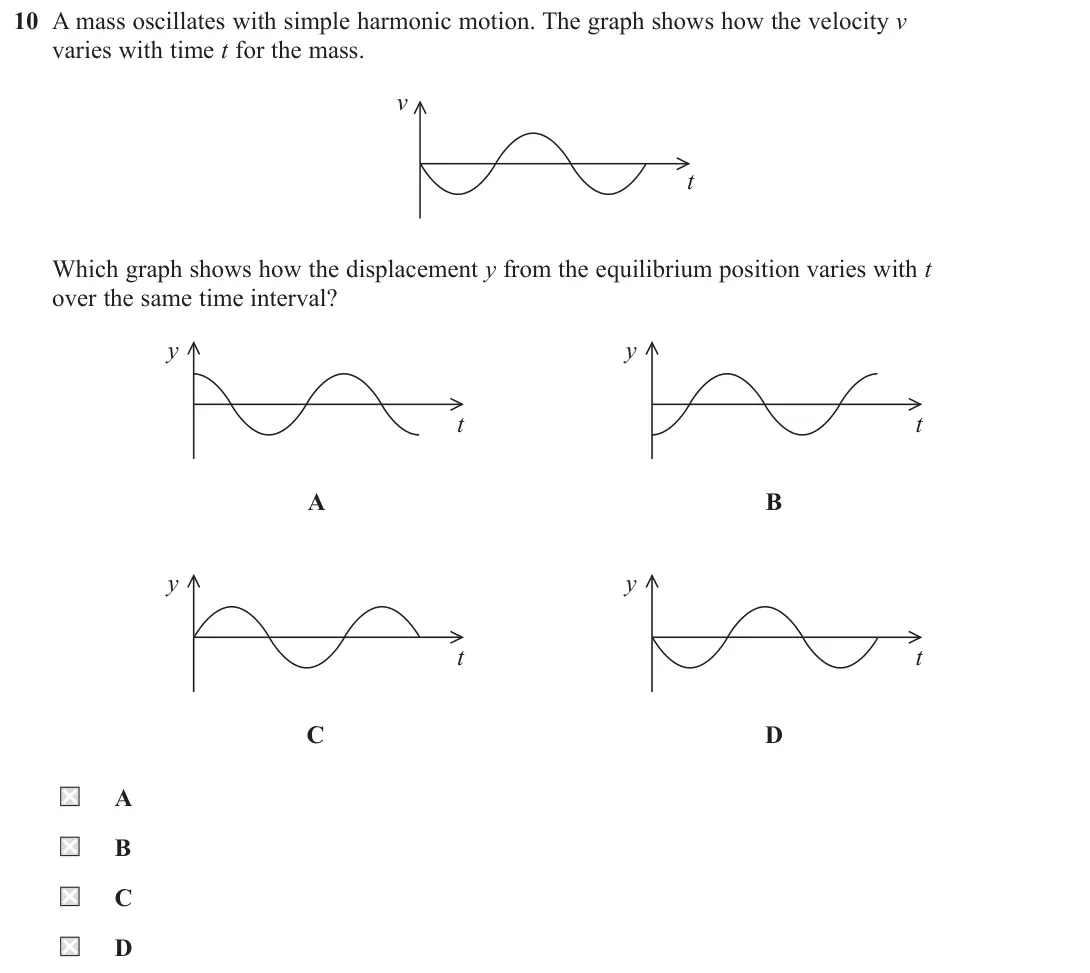 10 A mass oscillates with simple harmonic motion. The graph shows how the velocity v
varies with time t for the mass.
v
t
Which graph shows how the displacement y from the equilibrium position varies with t
over the same time interval?
y
t
y
t
A
B
y
t
y
t
C
D
A
B
C
D